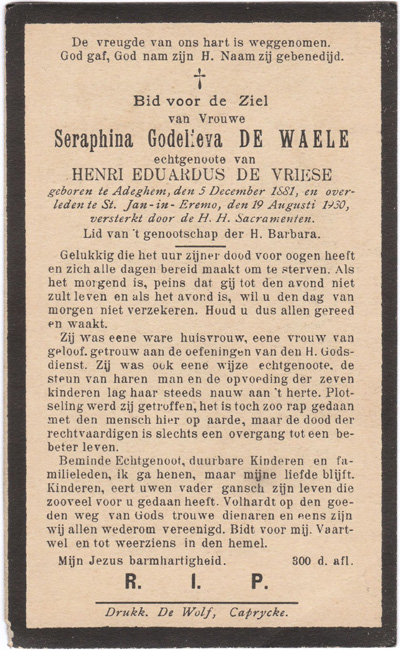 De vreugde van ons hart is weggenomen.
God gaf, God nam zijn H. Naam zij gebenedijd.
Bid voor de Ziel
van Vrouwe
Seraphina Godelieva DE WAELE
echtgenoote van
HENRI EDUARDUS DE VRIESE
geboren te Adeghem, den 5 December 1881, en over-
leden te St. Jan-in-Eremo, den 19 Augusti 1930,
versterkt door de H. H. Sacramenten.
Lid van 't genootschap der H. Barbara.
Gelukkig die het uur zijner dood voor oogen heeft
en zich alle dagen bereid maakt om te sterven. Als
het morgend is, peins dat gij tot den avond niet
zult leven en als het avond is, wil u den dag van
morgen niet verzekeren. Houd u dus allen gereed
en waakt.
Zij was eene ware huisvrouw, eene vrouw van
geloof, getrouw aan de oefeningen van den H. Gods-
dienst. Zij was ook eene wijze echtgenoote, de
steun van haren man en de opvoeding der zeven
kinderen lag haar steeds nauw aan 't herte. Plot-
seling werd zij getroffen, het is toch zoo rap gedaan
met den mensch hier op aarde, maar de dood der
rechtvaardigen is slechts een overgang tot een be-
beter leven.
Beminde Echtgenoot, duurbare Kinderen en fa-
milieleden, ik ga henen, maar mijne liefde blijft.
Kinderen, eert uwen vader gansch zijn leven die
zooveel voor u gedaan heeft. Volhardt op den goe-
den weg van Gods trouwe dienaren en eens zijn
wij allen wederom vereenigd. Bidt voor mij. Vaart-
wel en tot weerziens in den hemel.
Mijn Jezus barmhartigheid. 300 d. afl.
R. I. P.
Drukk. De Wolf, Caprycke.